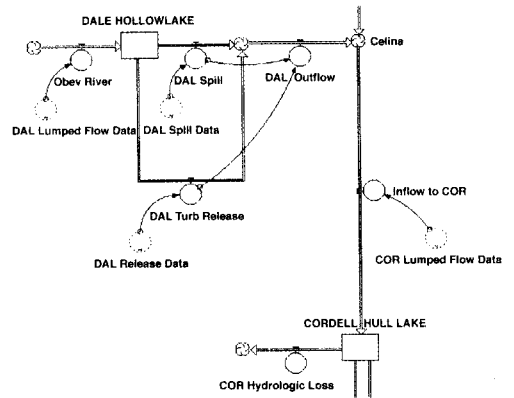 DALE HOLLOWLAKE
Celina
Obev River
DAL Spill
DAL Outflow
DAL Lumped Flow Data
DAL Spill Data
Inflow to COR
DAL Turb Release
DAL Release Data
COR Lumped Flow Data
CORDELL HULL LAKE
COR Hydrologic Loss